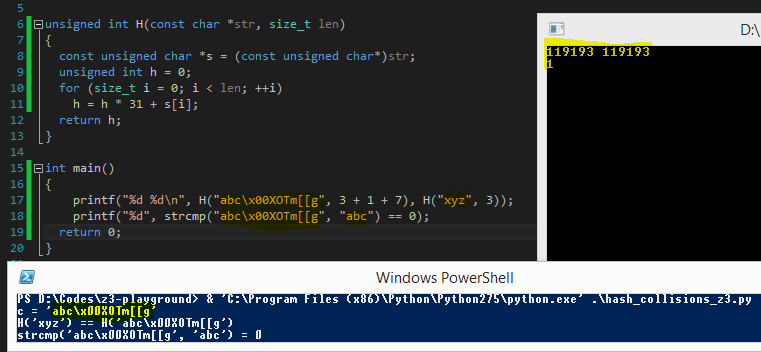 5
6 unsigned int H(const char *str, size_t len)
7 {
8 const unsigned char *s = (const unsigned char*)str;
9 unsigned int h = 0;
10 for (size_t i = 0; i < len; ++i)
11 h = h * 31 + s[i];
12 return h;
13 }
14
15 int main()
16 {
17 printf("%d %d\n", H("abc\x00XOTm[[g", 3 + 1 + 7), H("xyz", 3));
18 printf("%d", strcmp("abc\x00XOTm[[g", "abc") == 0);
19 return 0;
20 }
D:\
119193 119193
1
Windows PowerShell
PS D:\Codes\z3-playground> & 'C:\Program Files (x86)\Python\Python275\python.exe' .\hash_collisions_z3.py
c = 'abc\x00XOTm[[g'
H('xyz') == H('abc\x00XOTm[[g')
strcmp('abc\x00XOTm[[g', 'abc') = 0